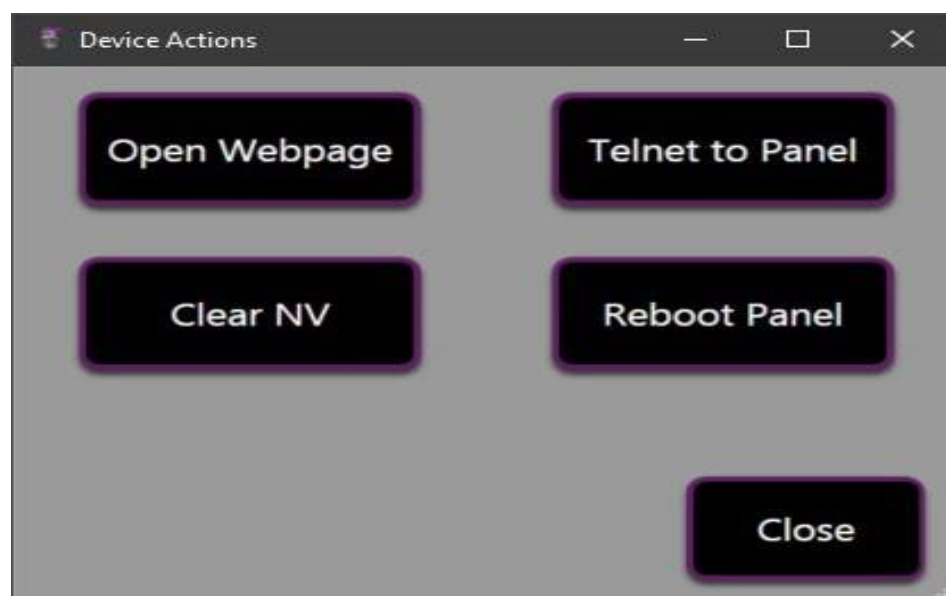 Device Actions
Open Webpage
Telnet to Panel
Clear NV
Reboot Panel
Close